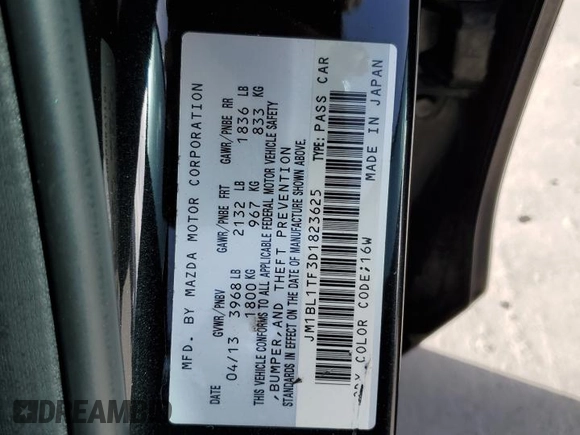 MFD. BY MAZDA MOTOR CORPORATION
DATE GVWR/PNBV GAWR/PNBE FRT GAWR/PNBE RR
04/13 3968 LB 2132 LB 1836 LB
1800 KG 967 KG 833 KG
THIS VEHICLE CONFORMS TO ALL APPLICABLE FEDERAL MOTOR VEHICLE SAFETY
,BUMPER,AND THEFT PREVENTION
STANDARDS IN EFFECT ON THE DATE OF MANUFACTURE SHOWN ABOVE.
JM1BL1TF3D1823625 TYPE: PASS CAR
COLOR CODE:16W MADE IN JAPAN
DREAMBID